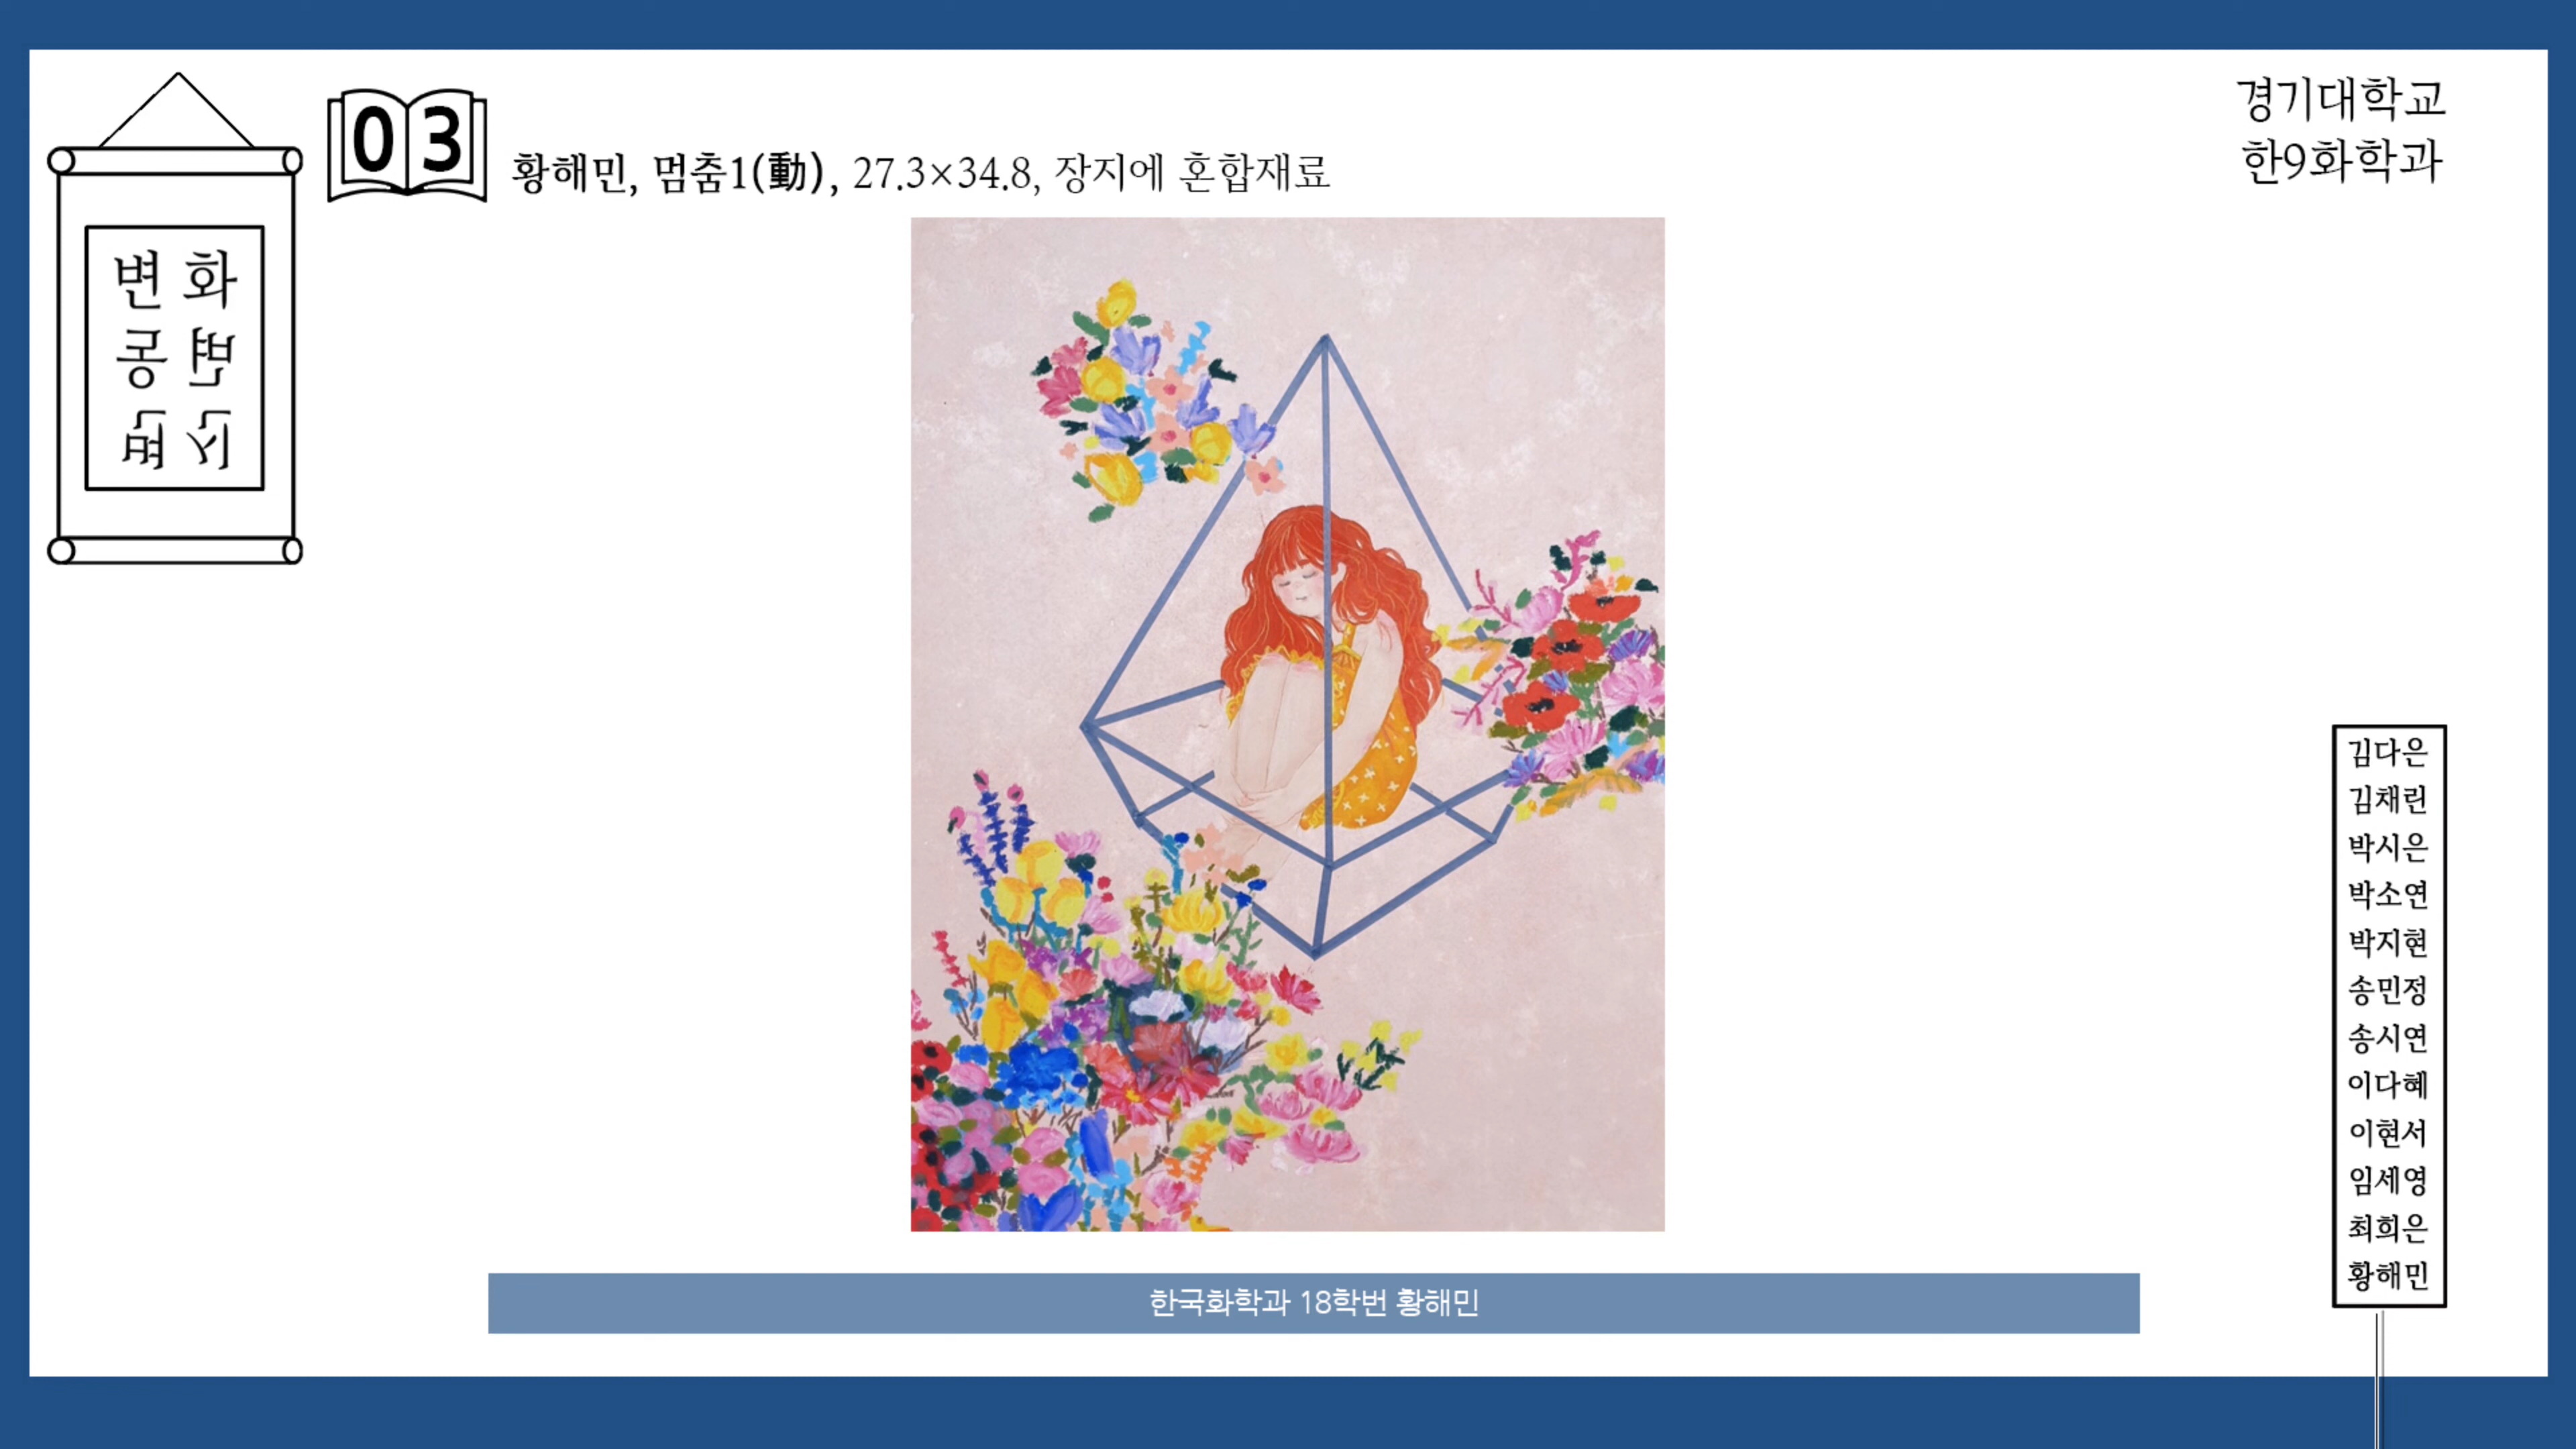 변화
변동
변신
03
황해민, 멈춤1(動), 27.3×34.8, 장지에 혼합재료
경기대학교
한9화학과
김다은
김채린
박시은
박소연
박지현
송민정
송시연
이다혜
이현서
임세영
최희은
황해민
한국화학과 18학번 황해민